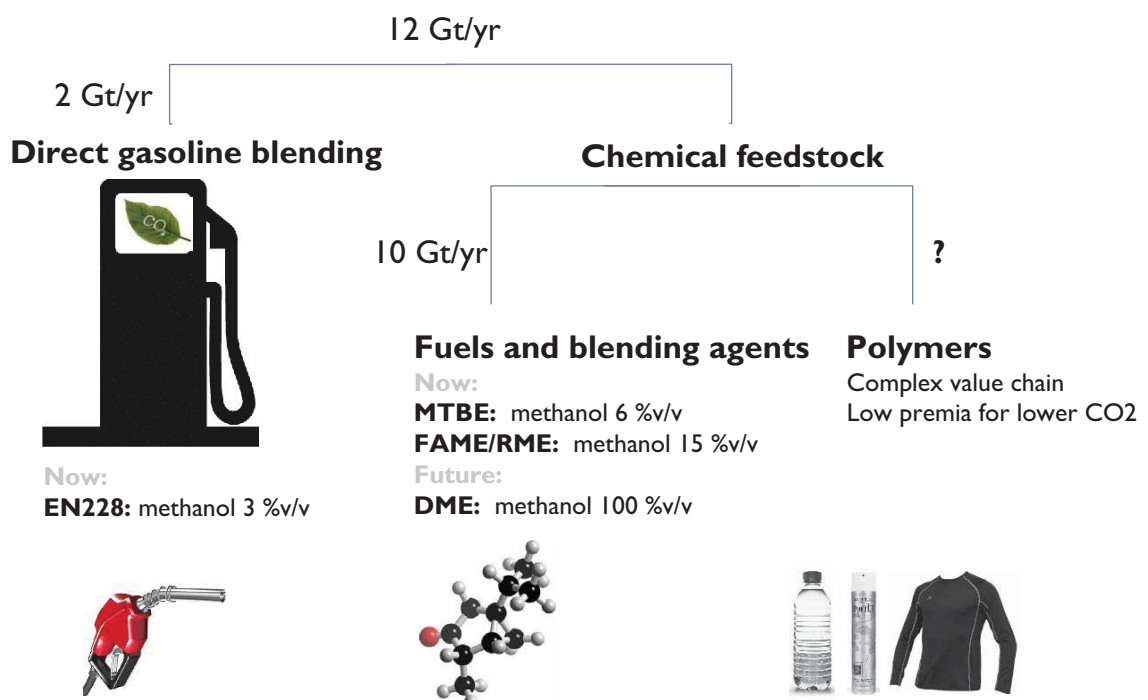 12 Gt/yr
2 Gt/yr
Direct gasoline blending
Chemical feedstock
CO₂
10 Gt/yr
?
Fuels and blending agents
Now:
MTBE: methanol 6 %v/v
FAME/RME: methanol 15 %v/v
Future:
DME: methanol 100 %v/v
Polymers
Complex value chain
Low premia for lower CO2
Now:
EN228: methanol 3 %v/v